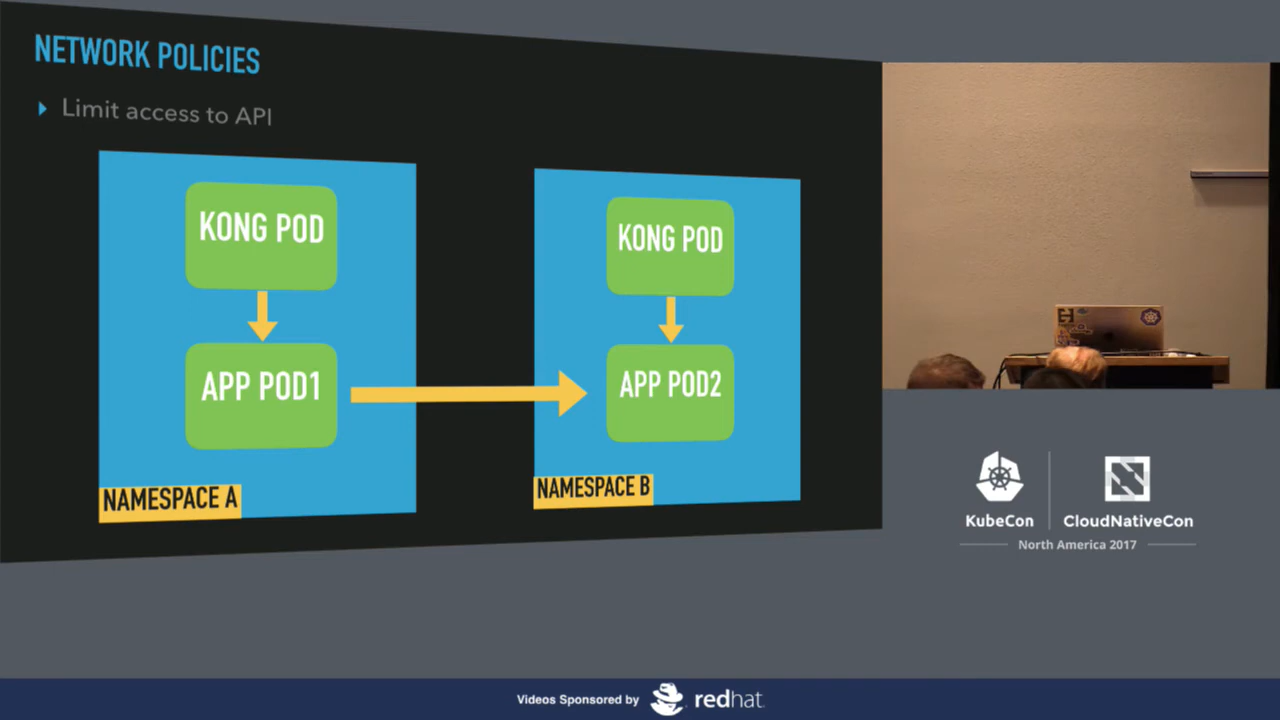 NETWORK POLICIES
Limit access to API
KONG POD
APP POD1
NAMESPACE A
KONG POD
APP POD2
NAMESPACE B
KubeCon
CloudNativeCon
North America 2017
Videos Sponsored by
redhat